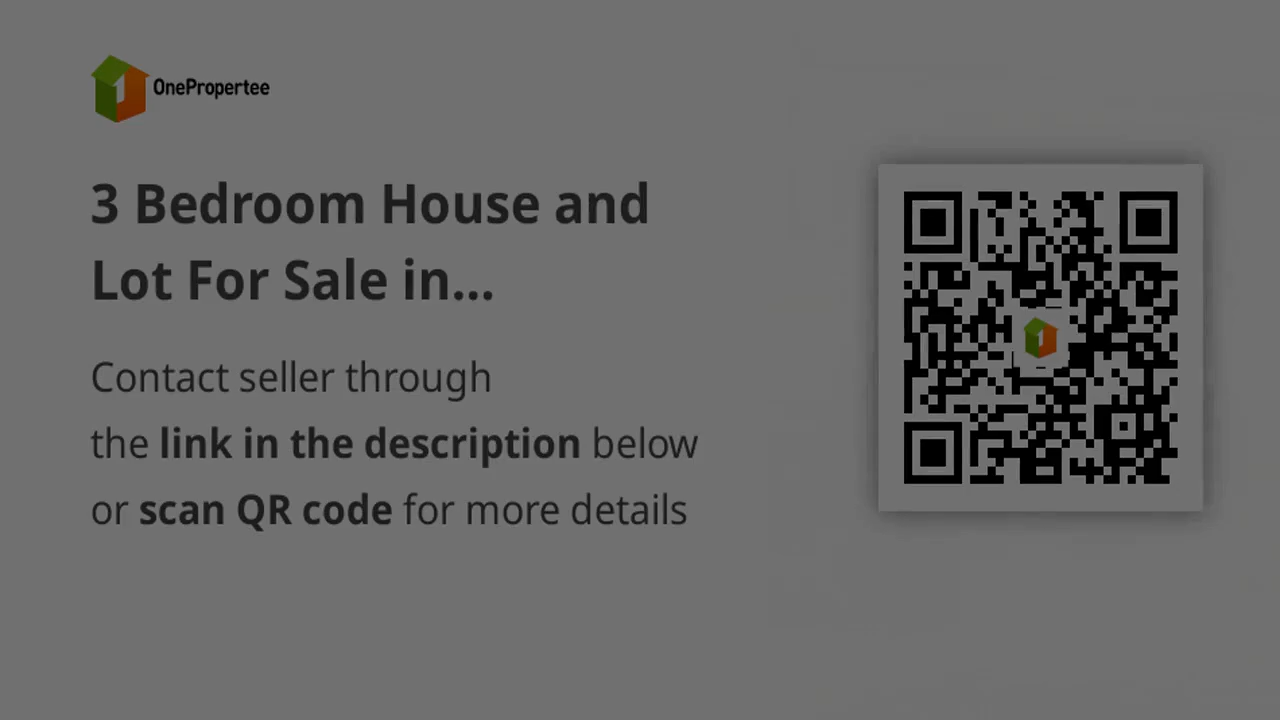 OnePropertee
3 Bedroom House and
Lot For Sale in...
Contact seller through
the link in the description below
or scan QR code for more details